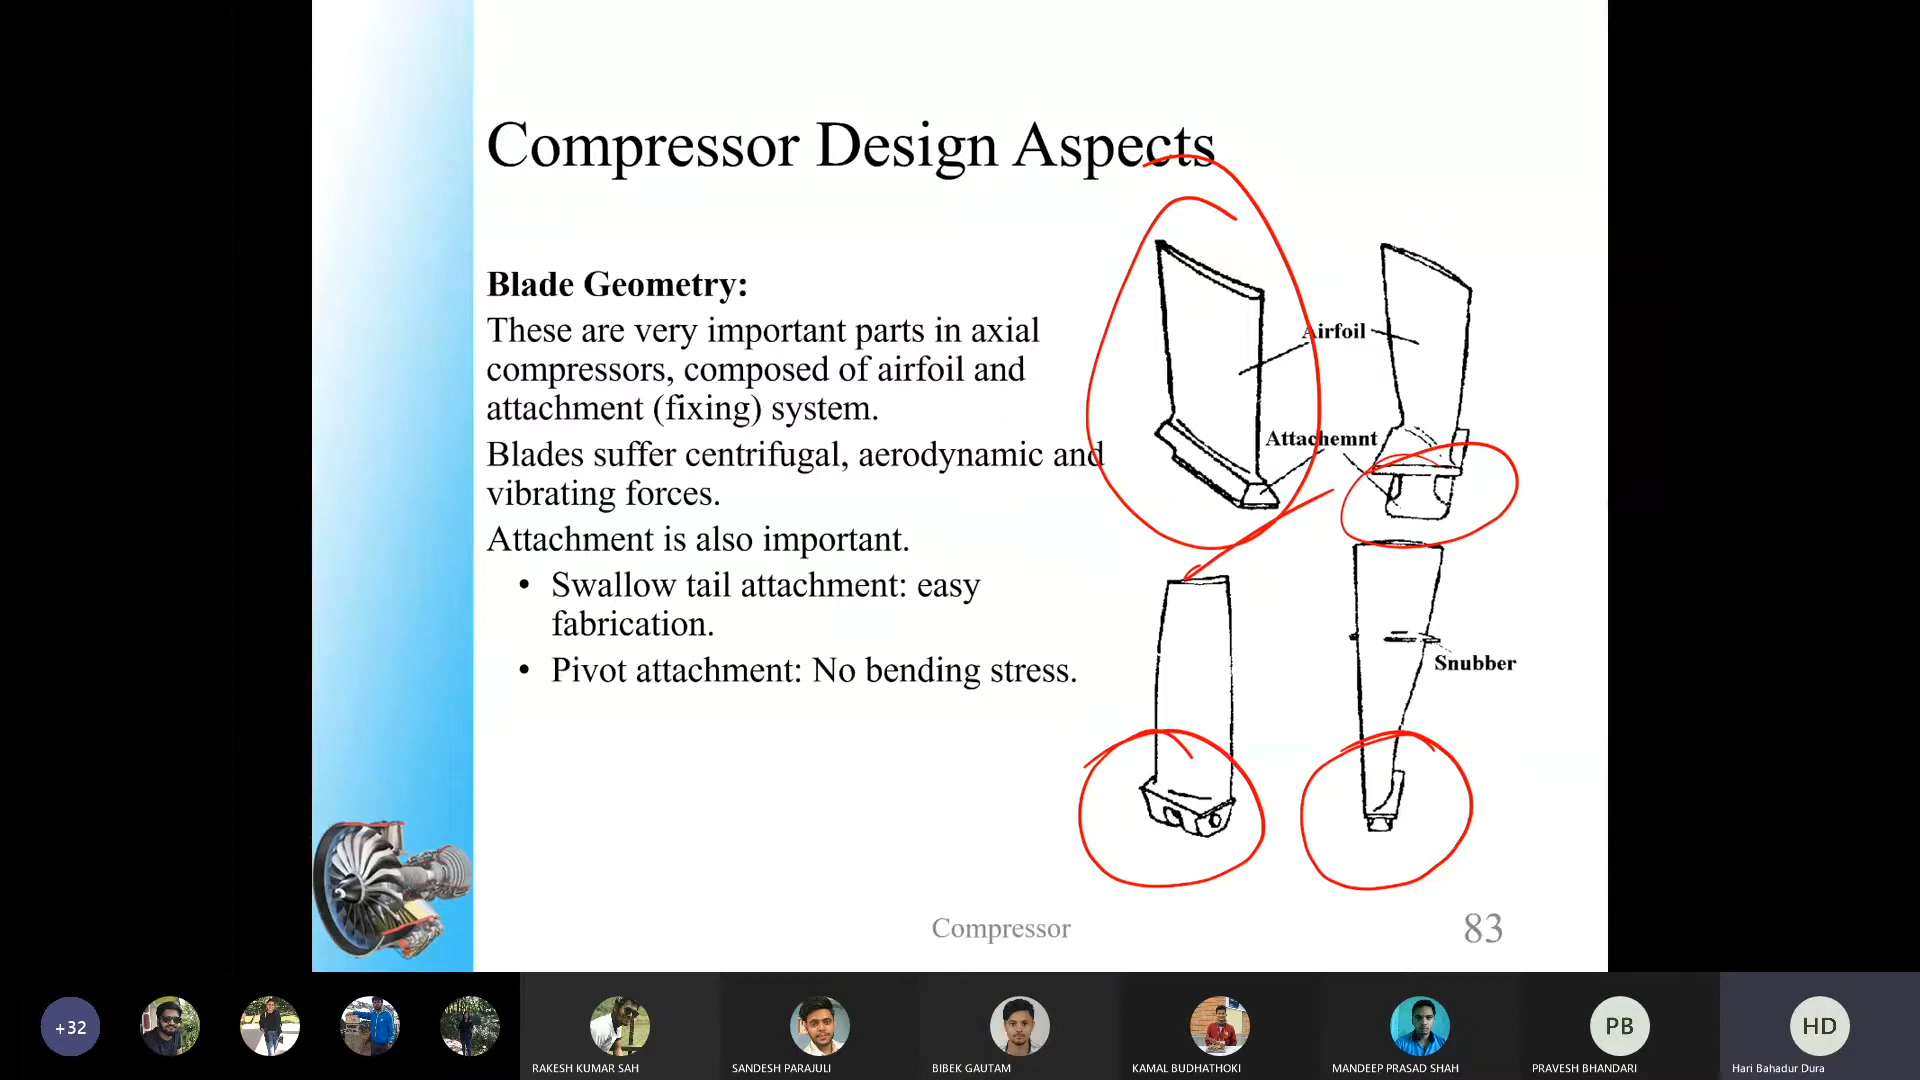 Compressor Design Aspects
Blade Geometry:
These are very important parts in axial
compressors, composed of airfoil and
attachment (fixing) system.
Blades suffer centrifugal, aerodynamic and
vibrating forces.
Attachment is also important.
• Swallow tail attachment: easy
fabrication.
• Pivot attachment: No bending stress.
Airfoil
Attachemnt
Snubber
Compressor
83
+32
RAKESH KUMAR SAH
SANDESH PARAJULI
BIBEK GAUTAM
KAMAL BUDHATHOKI
MANDEEP PRASAD SHAH
PB
PRAVESH BHANDARI
HD
Hari Bahadur Dura